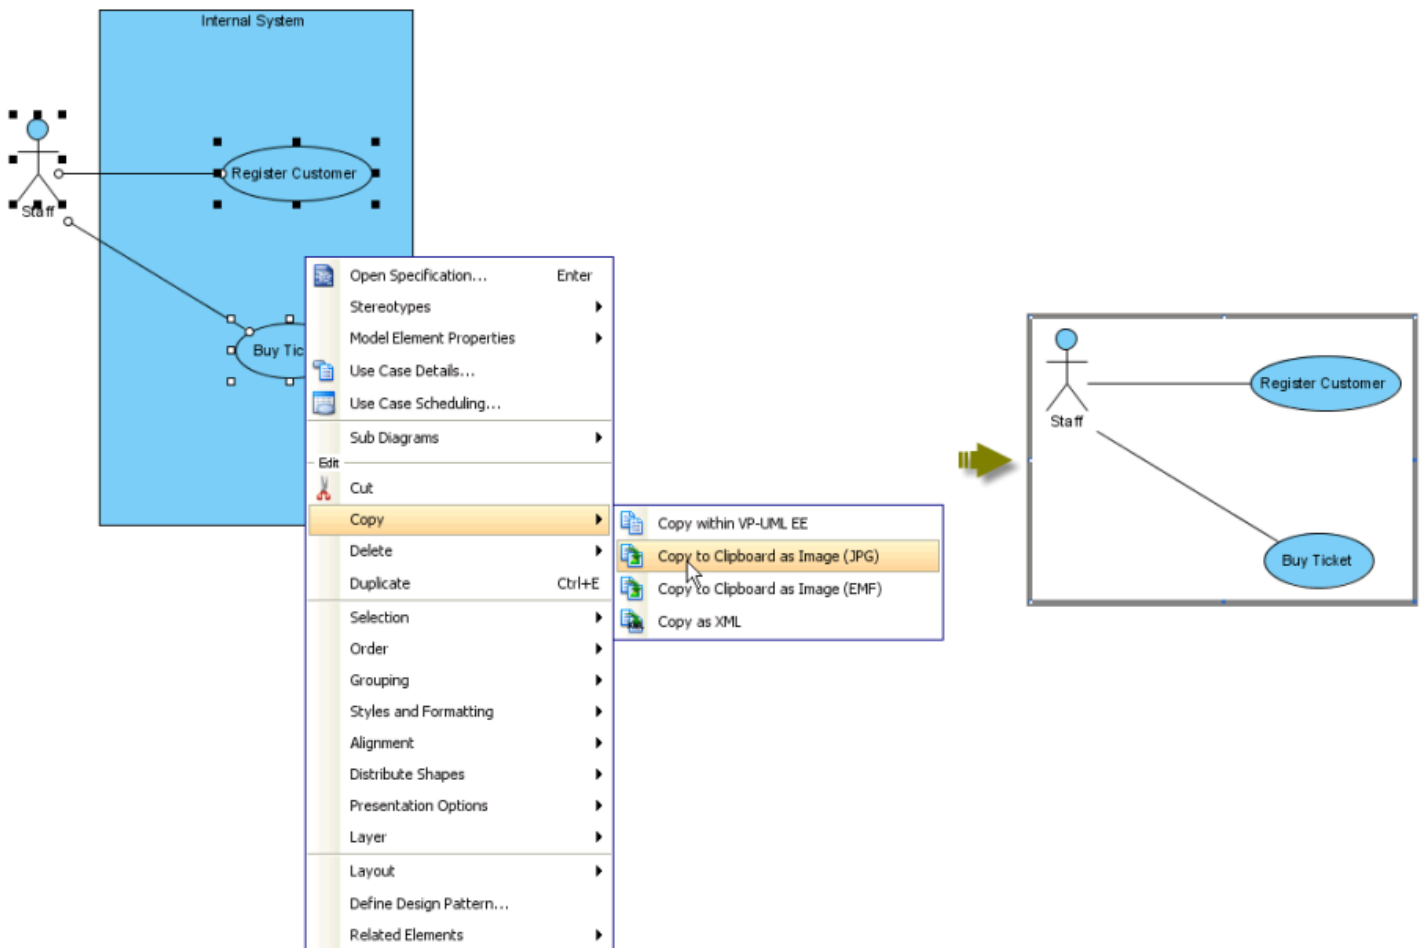 Internal System
Register Customer
Staff
Buy Tic
Open Specification... Enter
Stereotypes
Model Element Properties
Use Case Details...
Use Case Scheduling...
Sub Diagrams
Edit
Cut
Copy
Delete
Duplicate Ctrl+E
Selection
Order
Grouping
Styles and Formatting
Alignment
Distribute Shapes
Presentation Options
Layer
Layout
Define Design Pattern...
Related Elements
Copy within VP-UML EE
Copy to Clipboard as Image (JPG)
Copy to Clipboard as Image (EMF)
Copy as XML
Register Customer
Staff
Buy Ticket